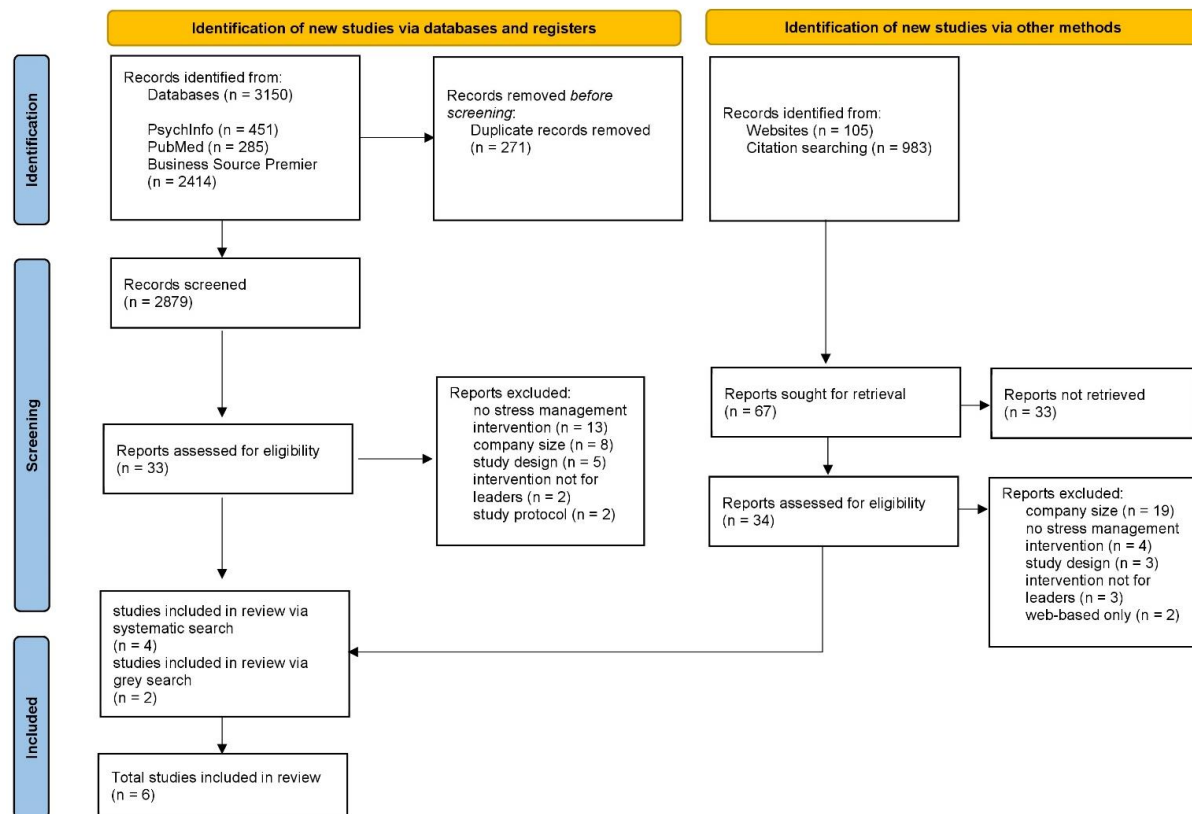 Identification of new studies via databases and registers
Identification of new studies via other methods
Identification
Records identified from:
Databases (n = 3150)
PsychInfo (n = 451)
PubMed (n = 285)
Business Source Premier
(n = 2414)
Records removed before
screening:
Duplicate records removed
(n = 271)
Records identified from:
Websites (n = 105)
Citation searching (n = 983)
Screening
Records screened
(n = 2879)
Reports assessed for eligibility
(n = 33)
Reports excluded:
no stress management
intervention (n = 13)
company size (n = 8)
study design (n = 5)
intervention not for
leaders (n = 2)
study protocol (n = 2)
Reports sought for retrieval
(n = 67)
Reports not retrieved
(n = 33)
Reports assessed for eligibility
(n = 34)
Reports excluded:
company size (n = 19)
no stress management
intervention (n = 4)
study design (n = 3)
intervention not for
leaders (n = 3)
web-based only (n = 2)
Included
studies included in review via
systematic search
(n = 4)
studies included in review via
grey search
(n = 2)
Total studies included in review
(n = 6)